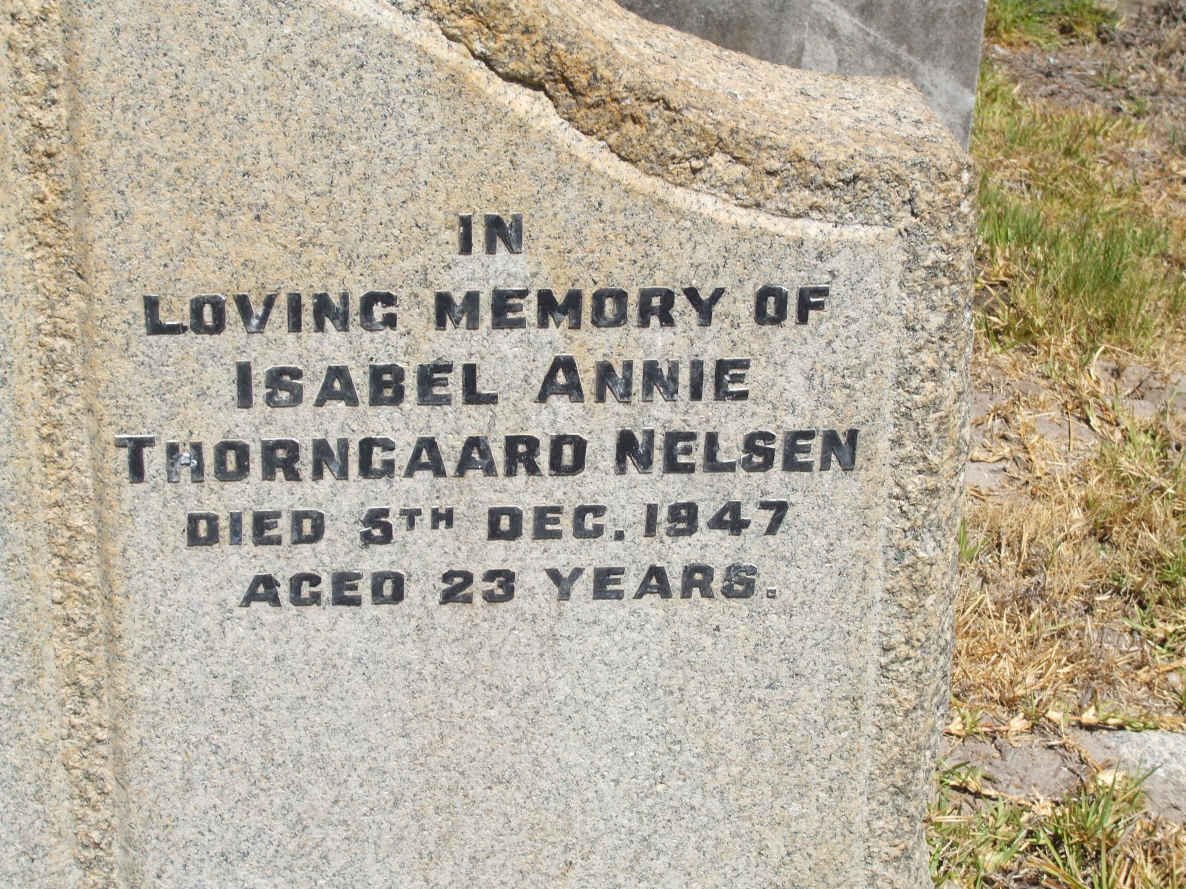 IN
LOVING MEMORY OF
ISABEL ANNIE
THORNGAARD NELSEN
DIED 5TH DEC. 1947
AGED 23 YEARS.